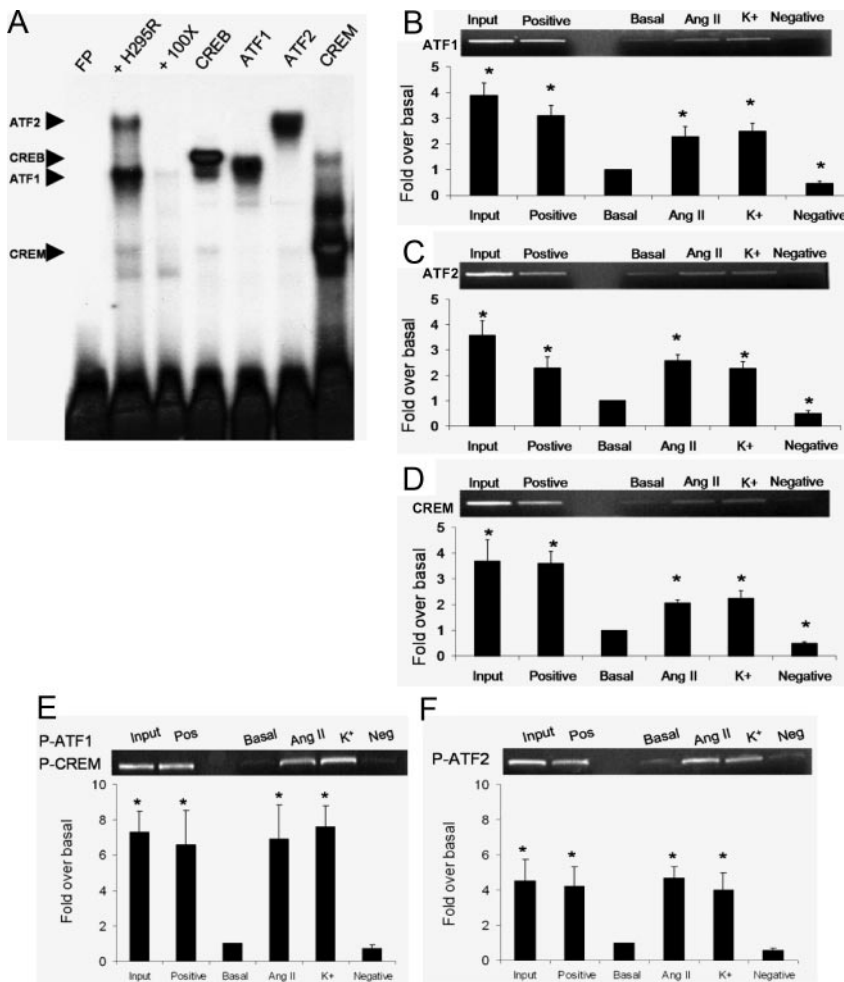 A
FP
+ H295R
+ 100X
CREB
ATF1
ATF2
CREM
ATF2
CREB
ATF1
CREM
B
Input Positive Basal Ang II K+ Negative
ATF1
Fold over basal
5
4
3
2
1
0
* * * * *
Input Positive Basal Ang II K+ Negative
C
Input Postive Basal Ang II K+ Negative
ATF2
Fold over basal
5
4
3
2
1
0
* * * * *
Input Postive Basal Ang II K+ Negative
D
Input Postive Basal Ang II K+ Negative
CREM
Fold over basal
5
4
3
2
1
0
* * * * *
Input Positive Basal Ang II K+ Negative
E
P-ATF1 Input Pos Basal Ang II K+ Neg
P-CREM
Fold over basal
10
8
6
4
2
0
* * * *
Input Positive Basal Ang II K+ Negative
F
Input Pos Basal Ang II K+ Neg
P-ATF2
Fold over basal
10
8
6
4
2
0
* * * *
Input Positive Basal Ang II K+ Negative